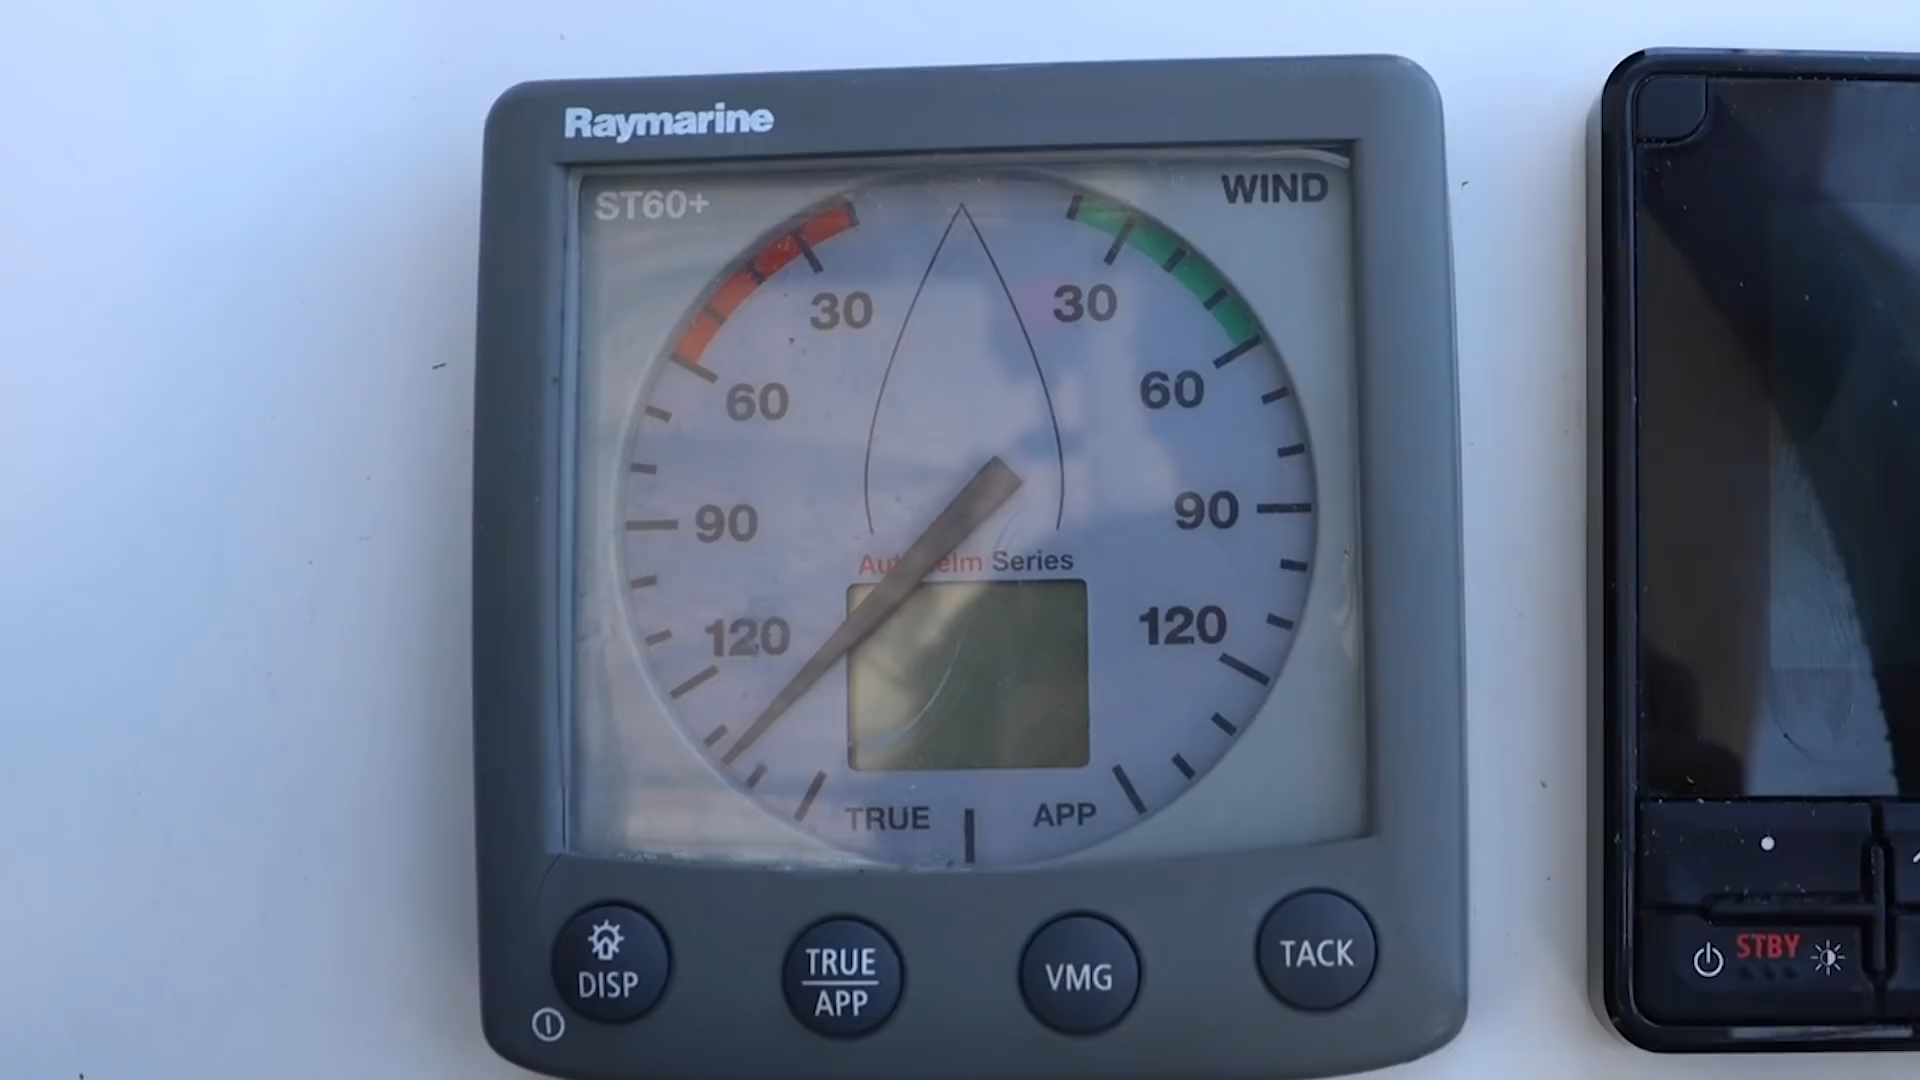 Raymarine
ST60+ WIND
30 30
60 60
90 90
Autohelm Series
120 120
TRUE APP
DISP
TRUE
APP
VMG
TACK
STBY